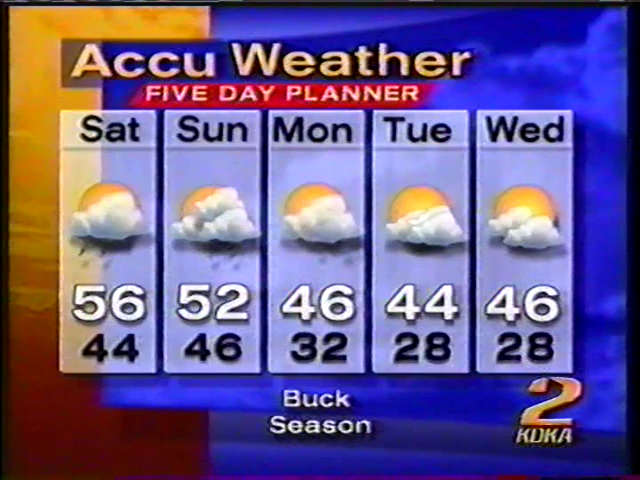 Accu Weather
FIVE DAY PLANNER
Sat Sun Mon Tue Wed
56 52 46 44 46
44 46 32 28 28
Buck
Season
2
KDKA